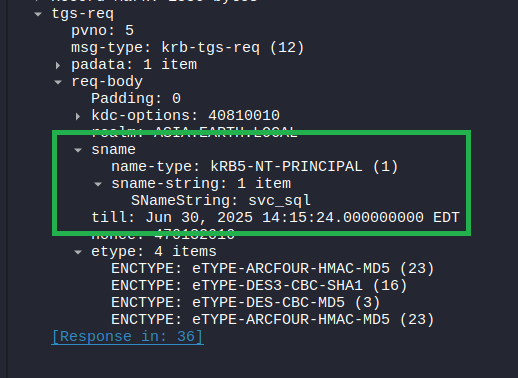 tgs-req
pvno: 5
msg-type: krb-tgs-req (12)
padata: 1 item
req-body
Padding: 0
kdc-options: 40810010
realm: ASIA.EARTH.LOCAL
sname
name-type: kRB5-NT-PRINCIPAL (1)
sname-string: 1 item
SNameString: svc_sql
till: Jun 30, 2025 14:15:24.000000000 EDT
etype: 4 items
ENCTYPE: eTYPE-ARCFOUR-HMAC-MD5 (23)
ENCTYPE: eTYPE-DES3-CBC-SHA1 (16)
ENCTYPE: eTYPE-DES-CBC-MD5 (3)
ENCTYPE: eTYPE-ARCFOUR-HMAC-MD5 (23)
[Response in: 36]